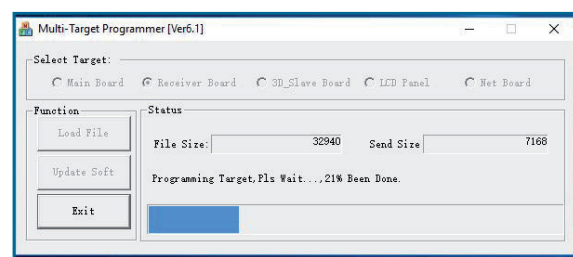 Multi-Target Programmer [Ver6.1]
Select Target:
Main Board Receiver Board 3D_Slave Board LCD Panel Net Board
Function
Load File
Update Soft
Exit
Status
File Size: 32940 Send Size 7168
Programming Target,Pls Wait...,21% Been Done.